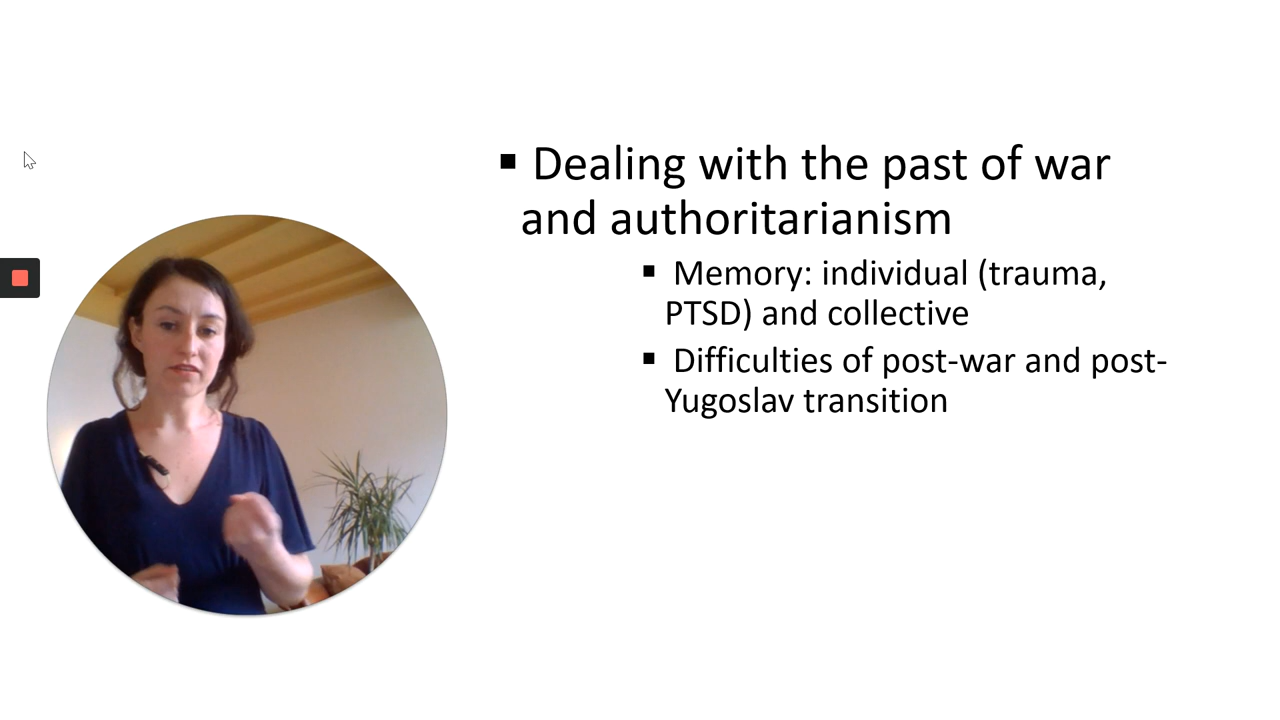 ▪ Dealing with the past of war
and authoritarianism
▪ Memory: individual (trauma,
PTSD) and collective
▪ Difficulties of post-war and post-
Yugoslav transition